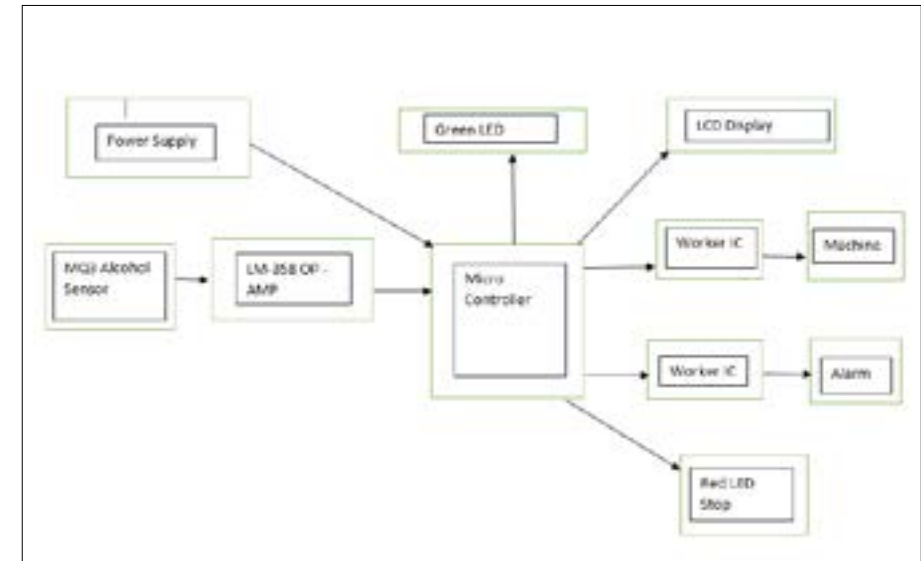 Power Supply
Green LED
LCD Display
MQ3 Alcohol
Sensor
LM-358 OP -
AMP
Micro
Controller
Worker IC
Machine
Worker IC
Alarm
Red LED
Stop